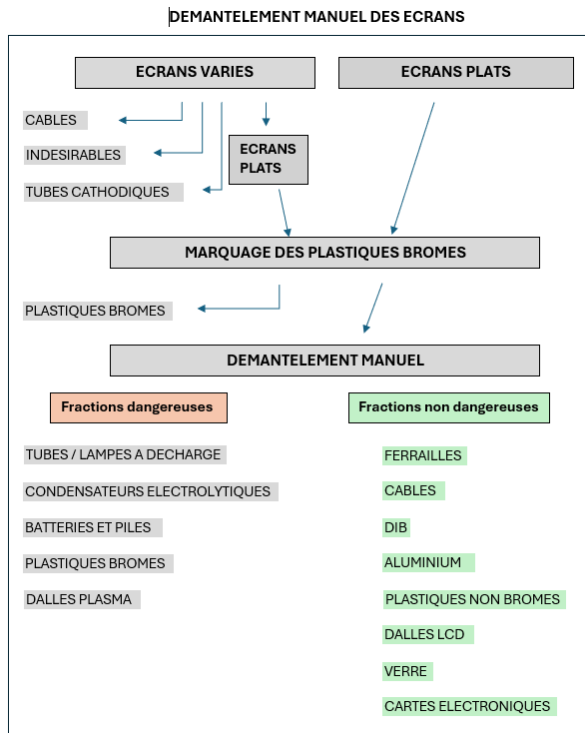 DEMANTELEMENT MANUEL DES ECRANS
ECRANS VARIES
ECRANS PLATS
CABLES
INDESIRABLES
TUBES CATHODIQUES
ECRANS
PLATS
MARQUAGE DES PLASTIQUES BROMES
PLASTIQUES BROMES
DEMANTELEMENT MANUEL
Fractions dangereuses
Fractions non dangereuses
TUBES / LAMPES A DECHARGE
CONDENSATEURS ELECTROLYTIQUES
BATTERIES ET PILES
PLASTIQUES BROMES
DALLES PLASMA
FERRAILLES
CABLES
DIB
ALUMINIUM
PLASTIQUES NON BROMES
DALLES LCD
VERRE
CARTES ELECTRONIQUES